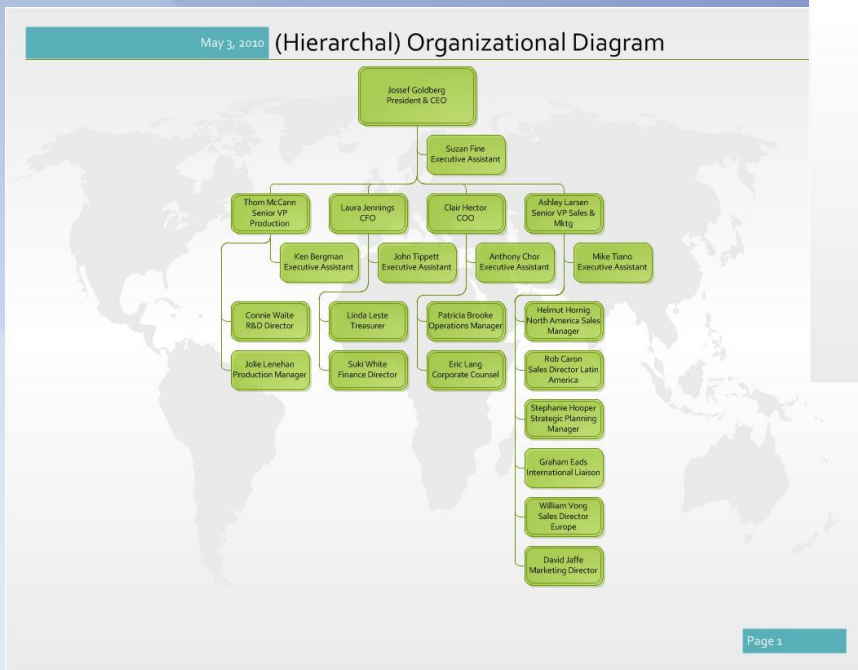 May 3, 2010 (Hierarchal) Organizational Diagram
Jossef Goldberg
President & CEO
Suzan Fine
Executive Assistant
Thom McCann
Senior VP
Production
Laura Jennings
CFO
Clair Hector
COO
Ashley Larsen
Senior VP Sales &
Mktg
Ken Bergman
Executive Assistant
John Tippett
Executive Assistant
Anthony Chor
Executive Assistant
Mike Tiano
Executive Assistant
Connie Waite
R&D Director
Linda Leste
Treasurer
Patricia Brooke
Operations Manager
Helmut Hornig
North America Sales
Manager
Jolie Lenehan
Production Manager
Suki White
Finance Director
Eric Lang
Corporate Counsel
Rob Caron
Sales Director Latin
America
Stephanie Hooper
Strategic Planning
Manager
Graham Eads
International Liaison
William Vong
Sales Director
Europe
David Jaffe
Marketing Director
Page 1